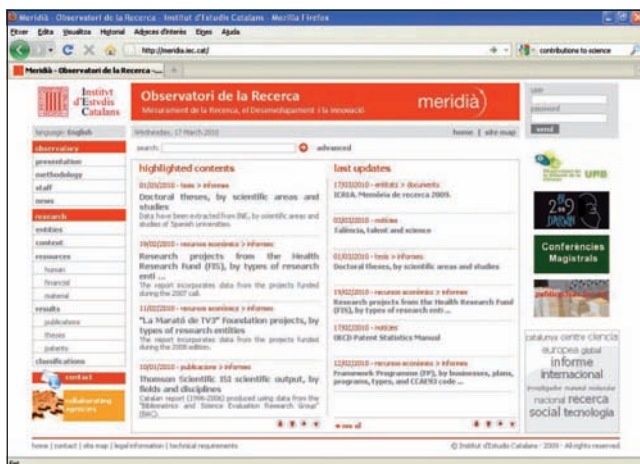 Meridià - Observatori de la Recerca - Institut d'Estudis Catalans - Mozilla Firefox
Fitxer Edita Visualitza Historial Adreces d'interès Eines Ajuda
http://meridia.iec.cat/
contributions to science
Meridià - Observatori de la Recerca -...
Institvt
d'Estvdis
Catalans
Observatori de la Recerca
Mesurament de la Recerca, el Desenvolupament i la Innovació
meridià)
user
password
send
language: English
Wednesday, 17 March 2010
home | site map
search:
advanced
observatory
presentation
methodology
staff
news
research
entities
context
resources
human
financial
material
results
publications
theses
patents
classifications
contact
collaborating
agencies
highlighted contents
01/03/2010 - tesis > informes
Doctoral theses, by scientific areas and
studies
Data have been extracted from INE, by scientific areas and
studies of Spanish universities.
19/02/2010 - recursos econòmics > informes
Research projects from the Health
Research Fund (FIS), by types of research
enti ...
The report incorporates data from the projects funded
during the 2007 call.
11/02/2010 - recursos econòmics > informes
"La Marató de TV3" Foundation projects, by
types of research entities
The report incorporates data from the projects funded
during the 2008 edition.
10/01/2010 - publicacions > informes
Thomson Scientific ISI scientific output, by
fields and disciplines
Catalan report (1996-2006) produced using data from the
"Bibliometrics and Science Evaluation Research Group"
(BAC).
last updates
17/03/2010 - entitats > documents
ICREA. Memòria de recerca 2009.
03/03/2010 - notícies
Talència, talent and science
01/03/2010 - tesis > informes
Doctoral theses, by scientific areas and studies
19/02/2010 - recursos econòmics > informes
Research projects from the Health Research Fund
(FIS), by types of research enti ...
17/02/2010 - notícies
OECD Patent Statistics Manual
12/02/2010 - recursos econòmics > informes
Framework Programme (FP), by businesses, plans,
programs, types, and CCAE93 code ...
see all
UAB
Conferències
Magistrals
catalunya centre ciencia
europea global
informe
internacional
investigador material molecular
nacional recerca
social tecnologia
home | contact | site map | legal information | technical requirements
© Institut d'Estudis Catalans - 2009 - All rights reserved
Fet